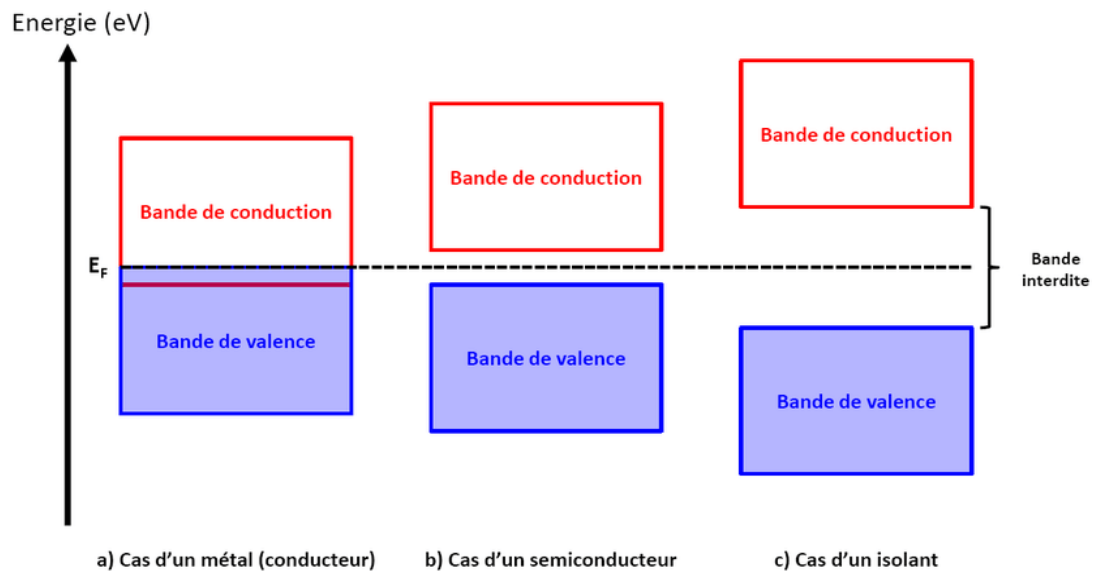 Energie (eV)
Bande de conduction
Bande de conduction
Bande de conduction
E_F
Bande
interdite
Bande de valence
Bande de valence
Bande de valence
a) Cas d’un métal (conducteur)
b) Cas d’un semiconducteur
c) Cas d’un isolant